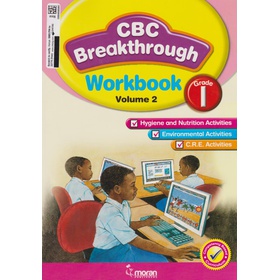 CBC
Breakthrough
Workbook
Volume 2
Grade
1
Hygiene and Nutrition Activities
Environmental Activities
C.R.E. Activities
moran